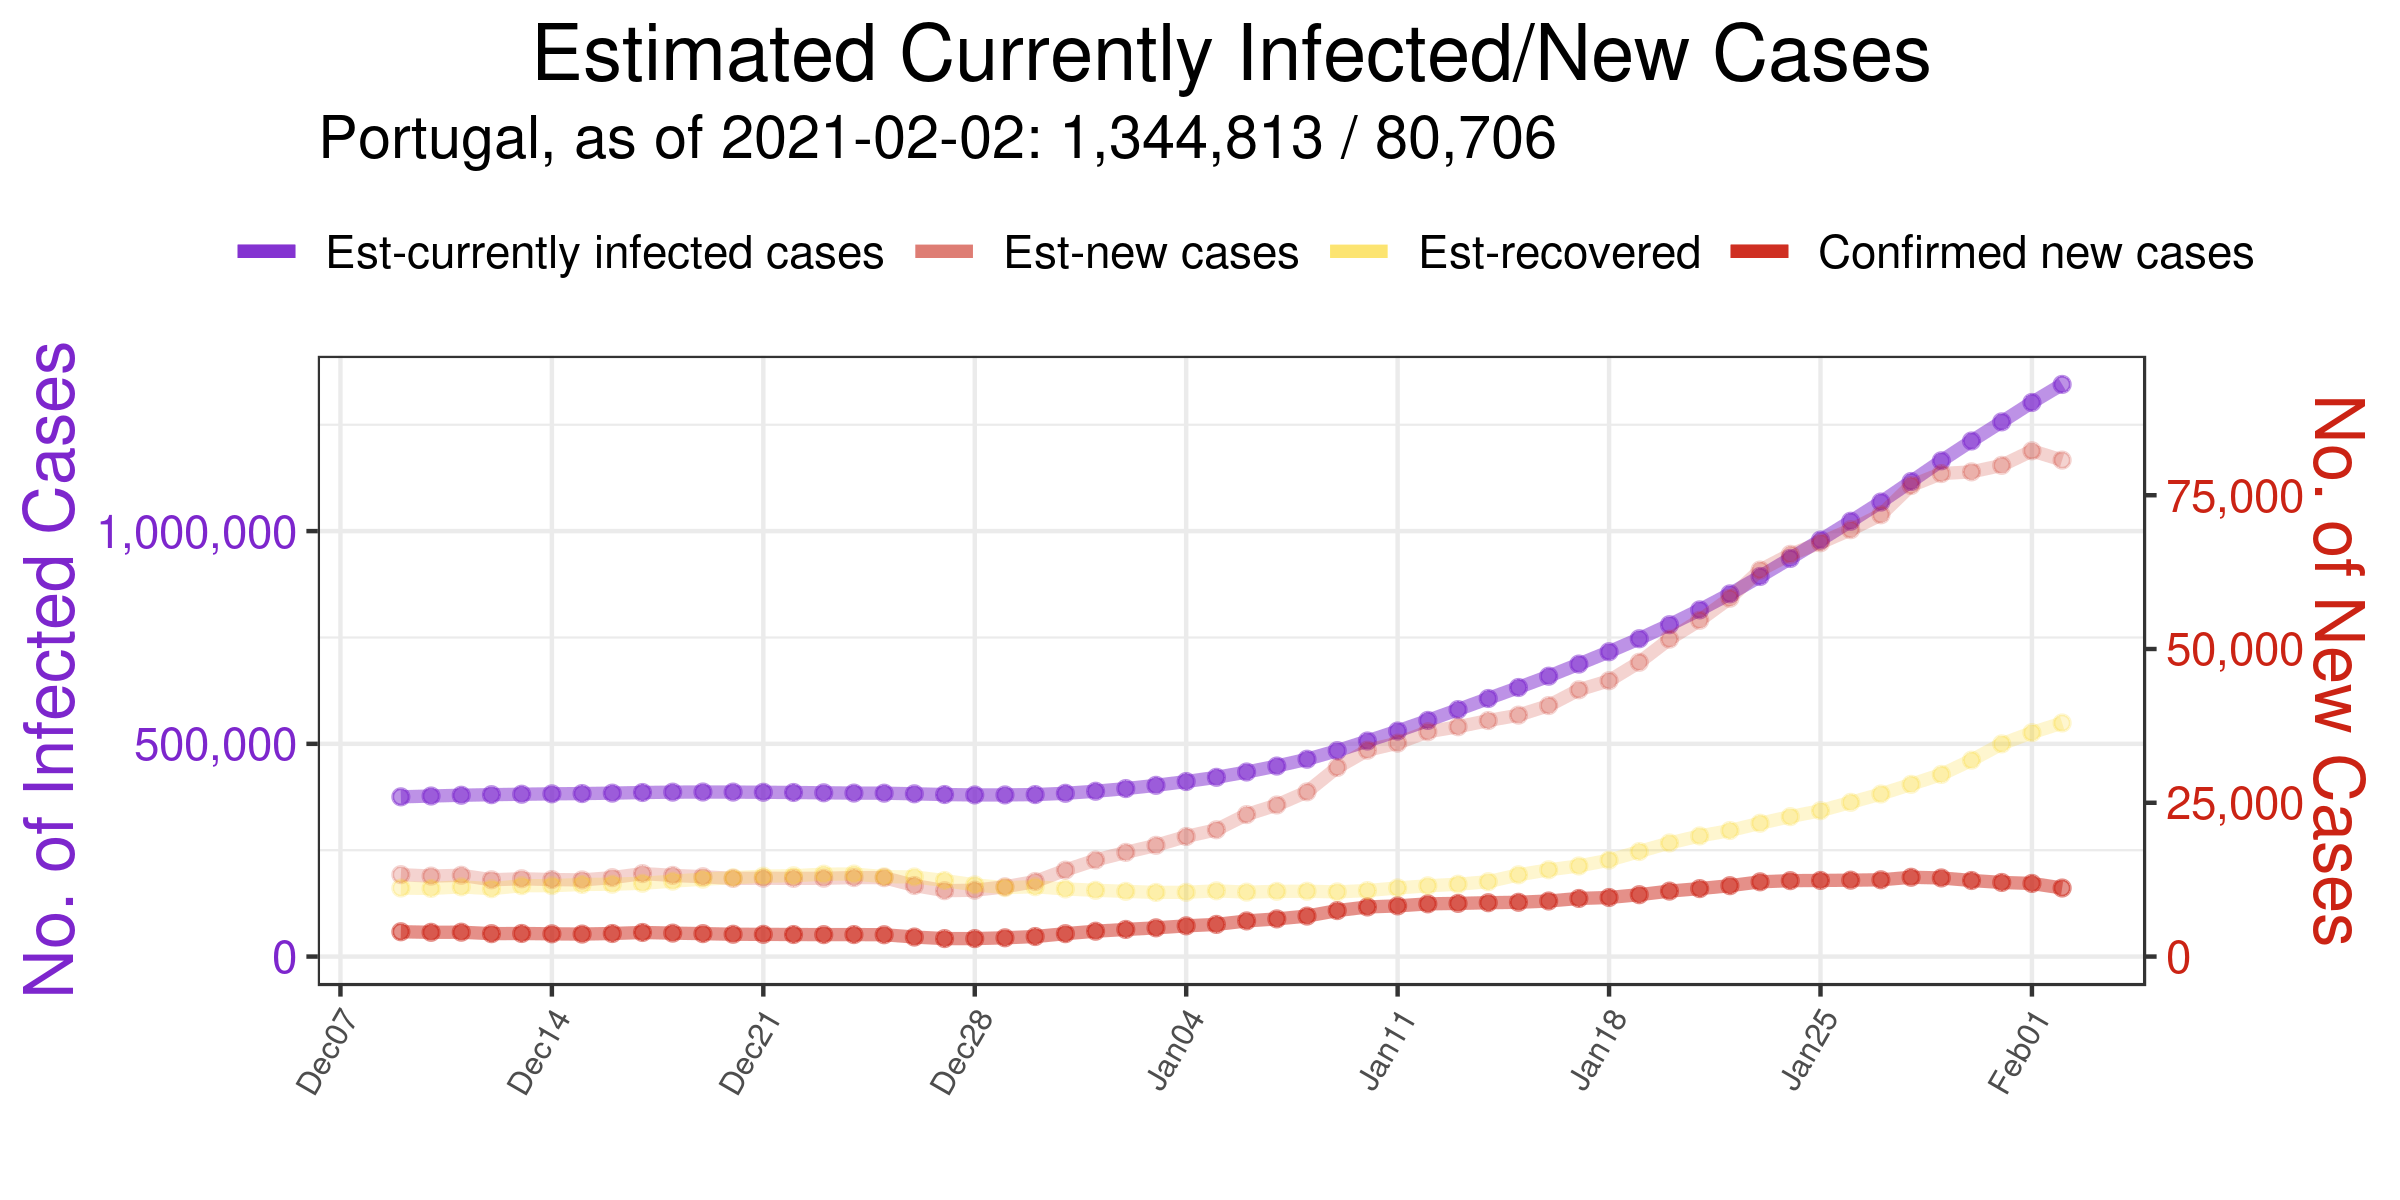 Estimated Currently Infected/New Cases
Portugal, as of 2021-02-02: 1,344,813 / 80,706
Est-currently infected cases Est-new cases Est-recovered Confirmed new cases
No. of Infected Cases
1,000,000
500,000
0
75,000
50,000
25,000
0
No. of New Cases
Dec07 Dec14 Dec21 Dec28 Jan04 Jan11 Jan18 Jan25 Feb01